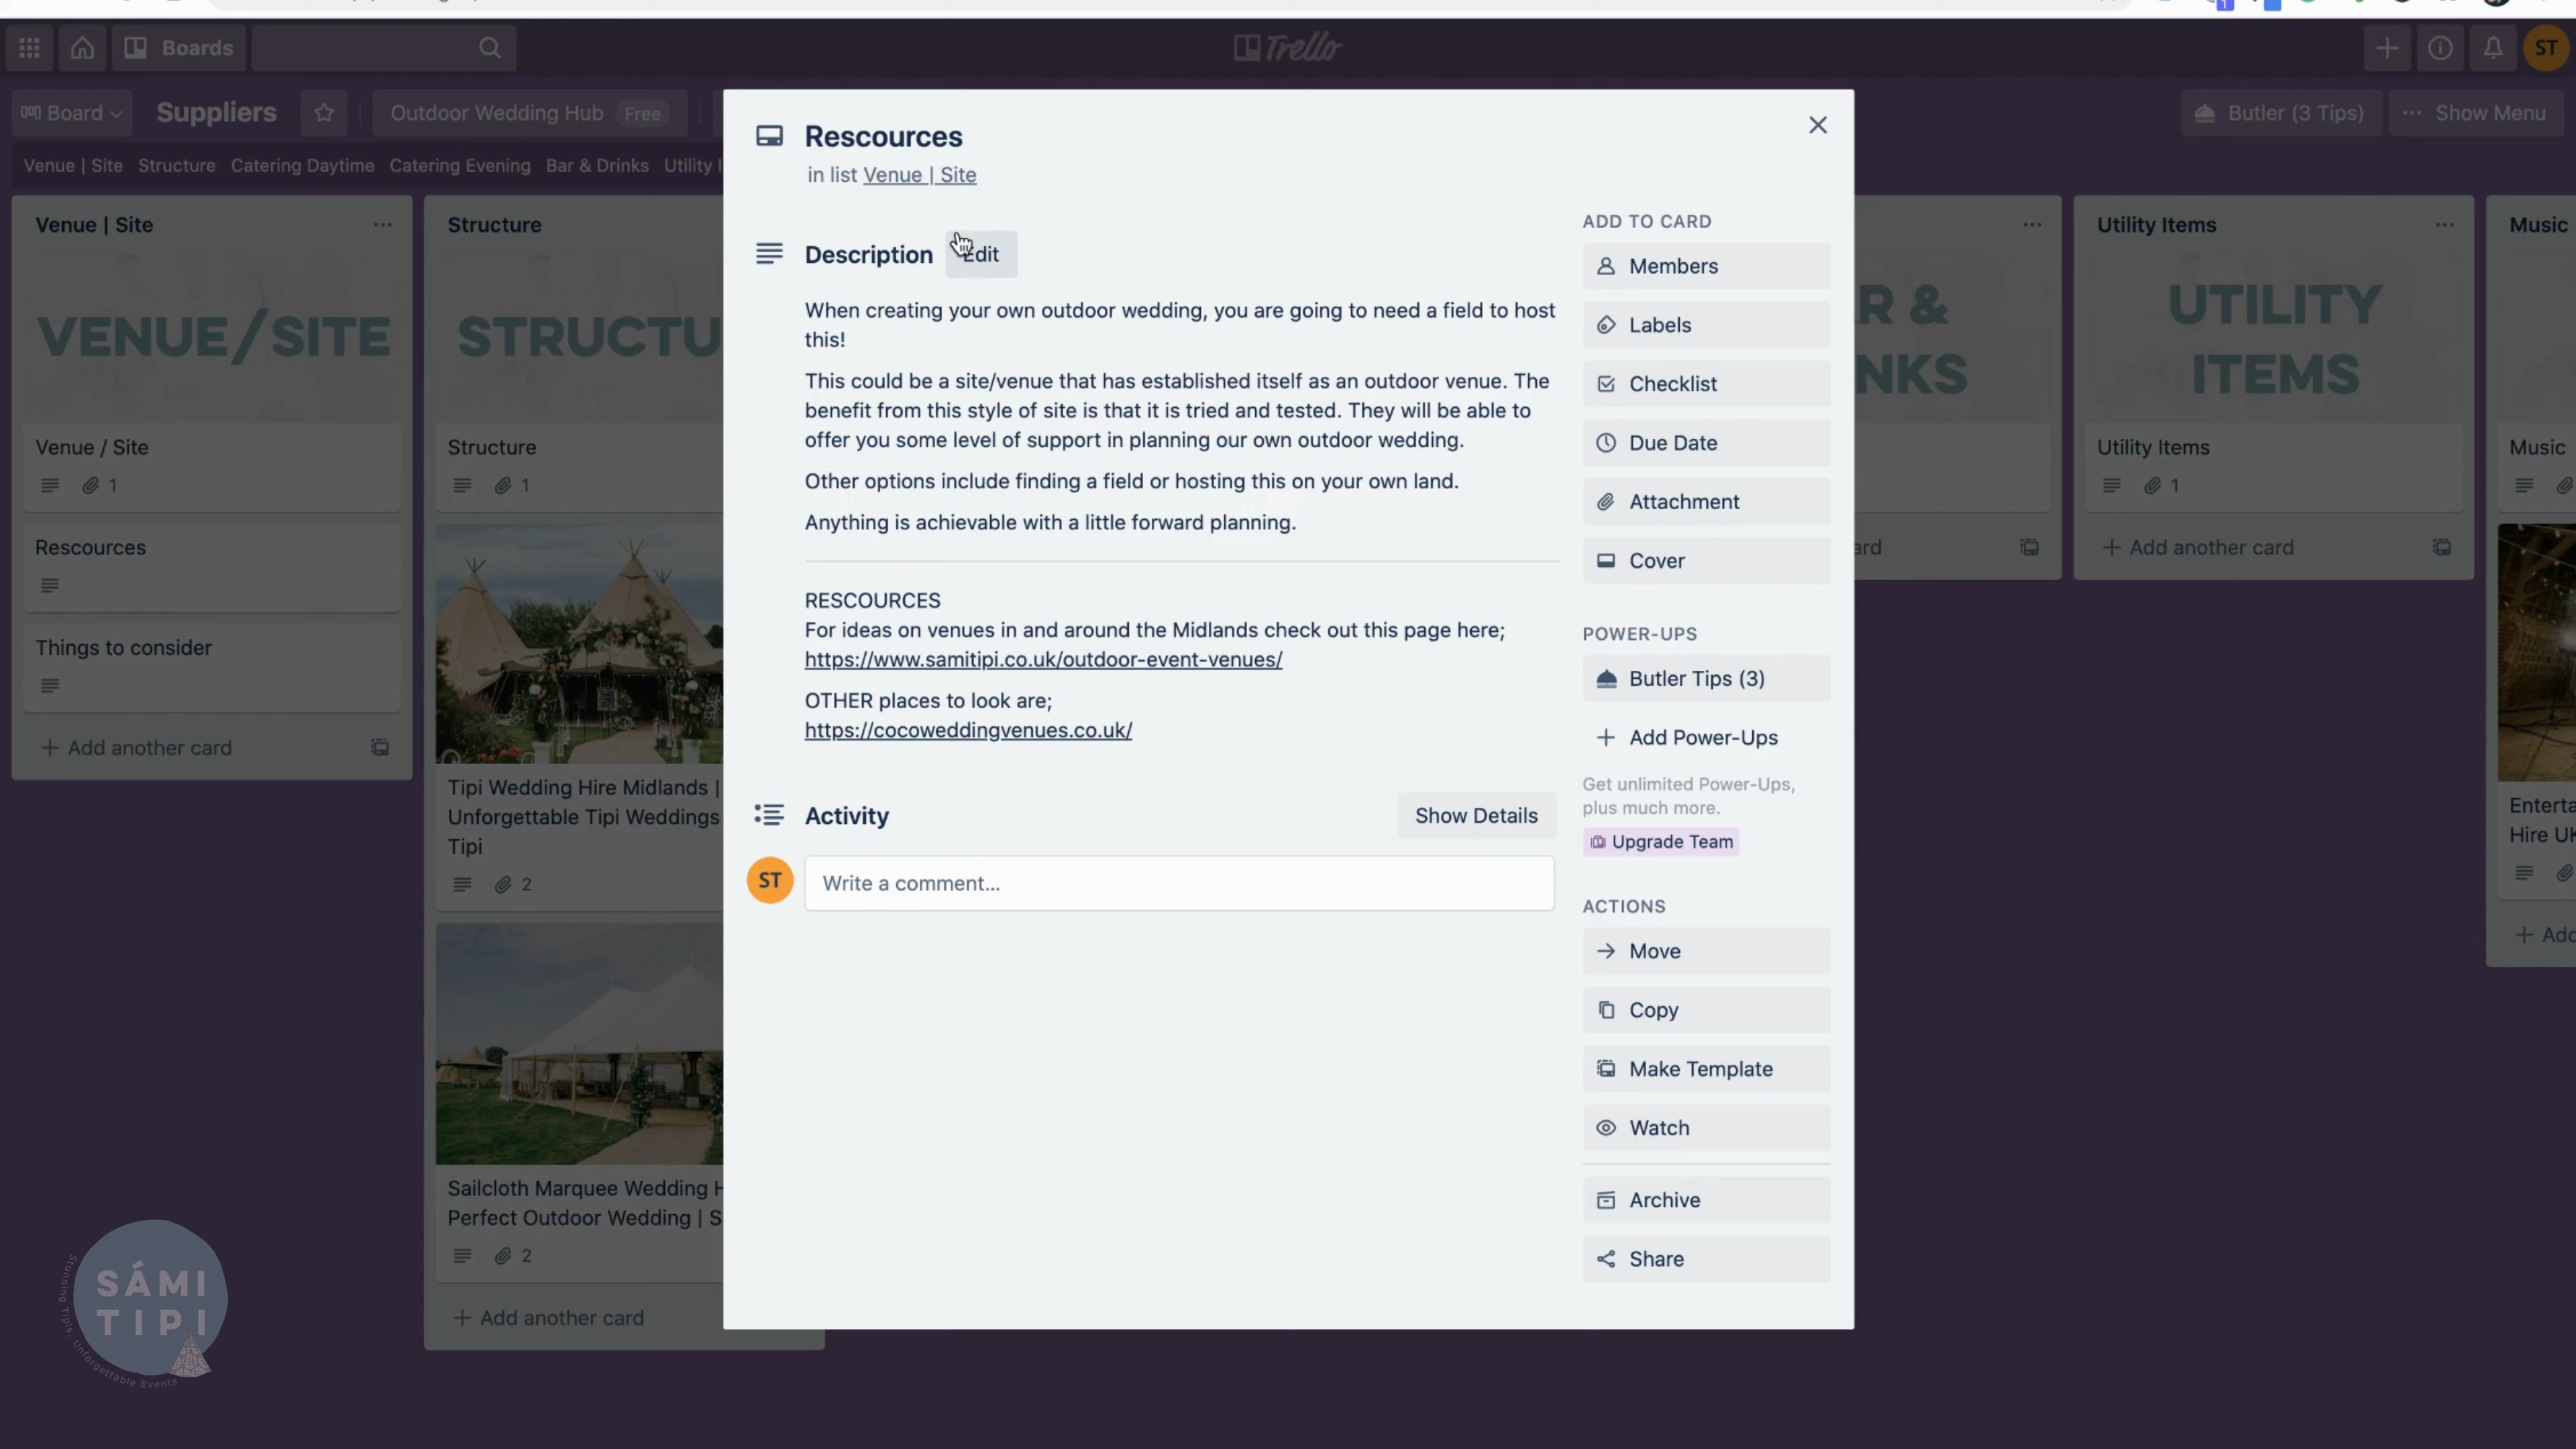 Boards
Trello
ST
Board
Suppliers
Outdoor Wedding Hub Free
Butler (3 Tips)
Show Menu
Venue | Site Structure Catering Daytime Catering Evening Bar & Drinks Utility I
Venue | Site
VENUE/SITE
Venue / Site
1
Rescources
Things to consider
Add another card
Structure
STRUCTU
Structure
1
Tipi Wedding Hire Midlands |
Unforgettable Tipi Weddings
Tipi
2
Sailcloth Marquee Wedding H
Perfect Outdoor Wedding | S
2
Add another card
Rescources
in list Venue | Site
Description
Edit
When creating your own outdoor wedding, you are going to need a field to host
this!
This could be a site/venue that has established itself as an outdoor venue. The
benefit from this style of site is that it is tried and tested. They will be able to
offer you some level of support in planning our own outdoor wedding.
Other options include finding a field or hosting this on your own land.
Anything is achievable with a little forward planning.
RESCOURCES
For ideas on venues in and around the Midlands check out this page here;
https://www.samitipi.co.uk/outdoor-event-venues/
OTHER places to look are;
https://cocoweddingvenues.co.uk/
Activity
Show Details
ST
Write a comment...
ADD TO CARD
Members
Labels
Checklist
Due Date
Attachment
Cover
POWER-UPS
Butler Tips (3)
Add Power-Ups
Get unlimited Power-Ups,
plus much more.
Upgrade Team
ACTIONS
Move
Copy
Make Template
Watch
Archive
Share
R &
NKS
ard
Utility Items
UTILITY
ITEMS
Utility Items
1
Add another card
Music
Music
Enterta
Hire UK
Add
SÁMI
TIPI
Stunning Tipis, Unforgettable Events